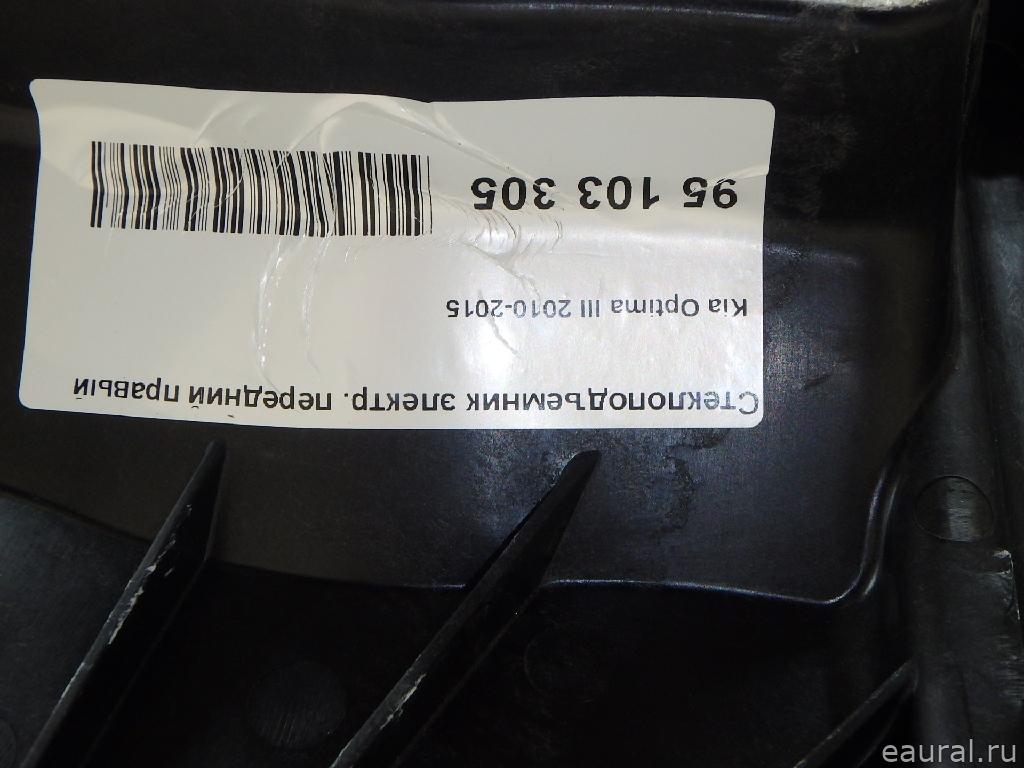 Стеклоподъемник электр. передний правый
Kia Optima III 2010-2015
95 103 305
eaural.ru